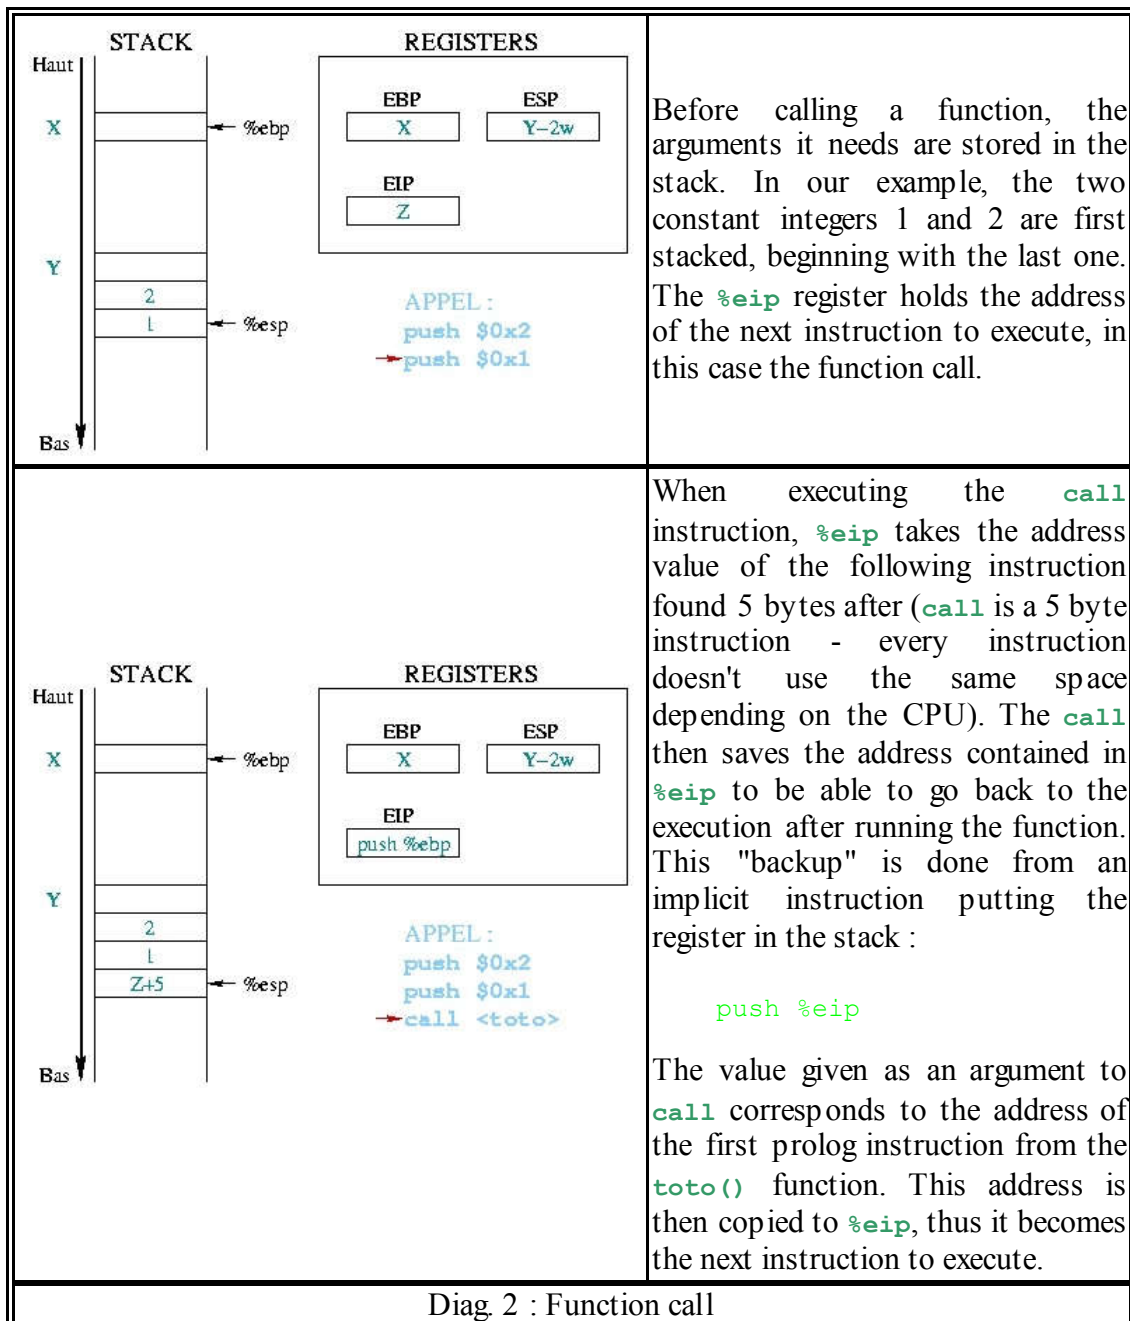 STACK
REGISTERS
Haut
EBP
ESP
X
%ebp
X
Y-2w
EIP
Z
Y
2
1
%esp
APPEL :
push $0x2
push $0x1
Bas
Before calling a function, the
arguments it needs are stored in the
stack. In our example, the two
constant integers 1 and 2 are first
stacked, beginning with the last one.
The %eip register holds the address
of the next instruction to execute, in
this case the function call.
STACK
REGISTERS
Haut
EBP
ESP
X
%ebp
X
Y-2w
EIP
push %ebp
Y
2
1
Z+5
%esp
APPEL :
push $0x2
push $0x1
call <toto>
Bas
When executing the call
instruction, %eip takes the address
value of the following instruction
found 5 bytes after (call is a 5 byte
instruction - every instruction
doesn't use the same space
depending on the CPU). The call
then saves the address contained in
%eip to be able to go back to the
execution after running the function.
This "backup" is done from an
implicit instruction putting the
register in the stack :
push %eip
The value given as an argument to
call corresponds to the address of
the first prolog instruction from the
toto() function. This address is
then copied to %eip, thus it becomes
the next instruction to execute.
Diag. 2 : Function call